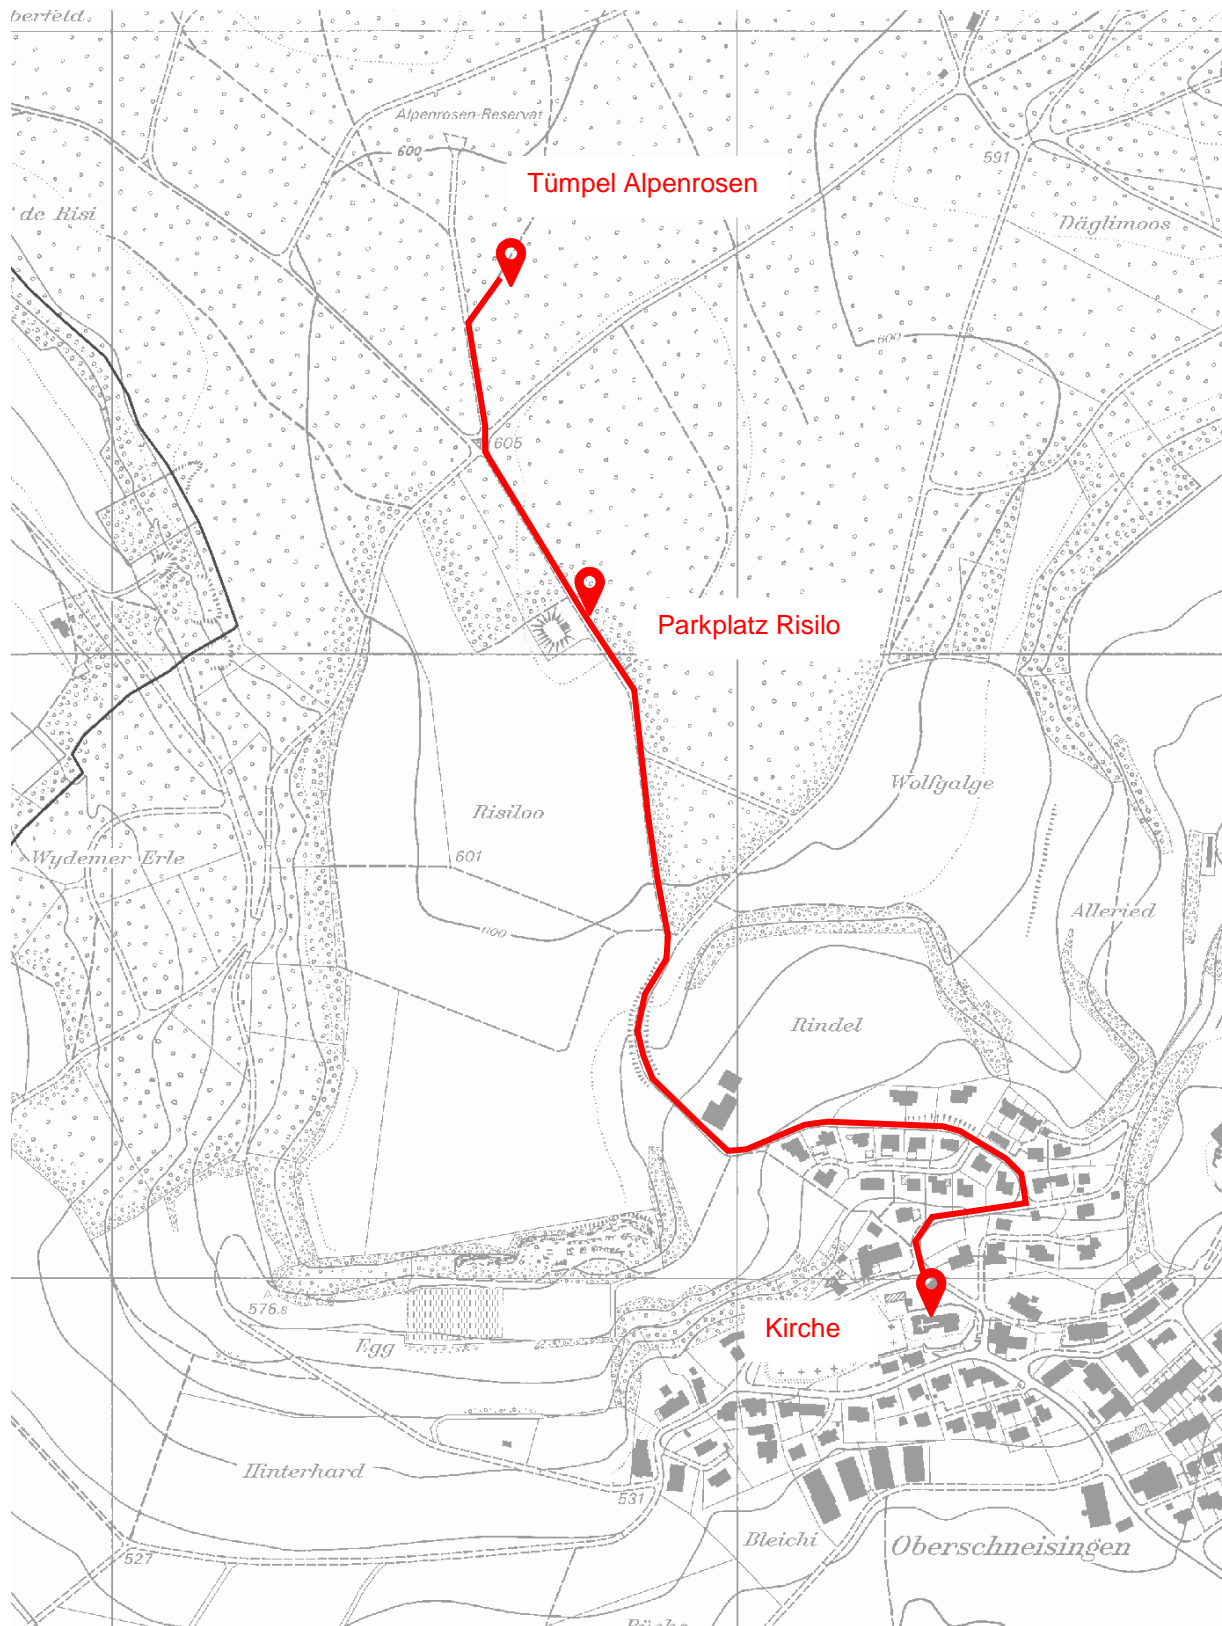 berfeld
Alpenrosen-Reservat
600
591
Tümpel Alpenrosen
de Risi
Däglimoos
600
605
Parkplatz Risilo
Wolfgalge
Risiloo
601
Wydemer Erle
Alleried
600
Rindel
576.8
Kirche
Egg
Hinterhard
531
Bleichi
Oberschneisingen
527